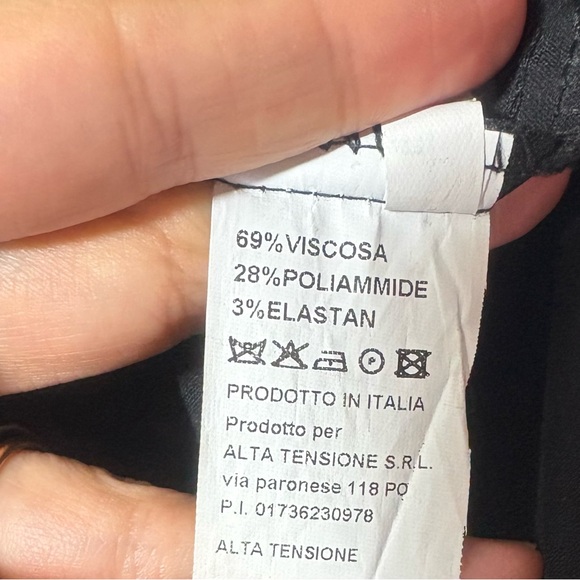 69%VISCOSA
28%POLIAMMIDE
3%ELASTAN
P
PRODOTTO IN ITALIA
Prodotto per
ALTA TENSIONE S.R.L.
via paronese 118 PO
P.I. 01736230978
ALTA TENSIONE